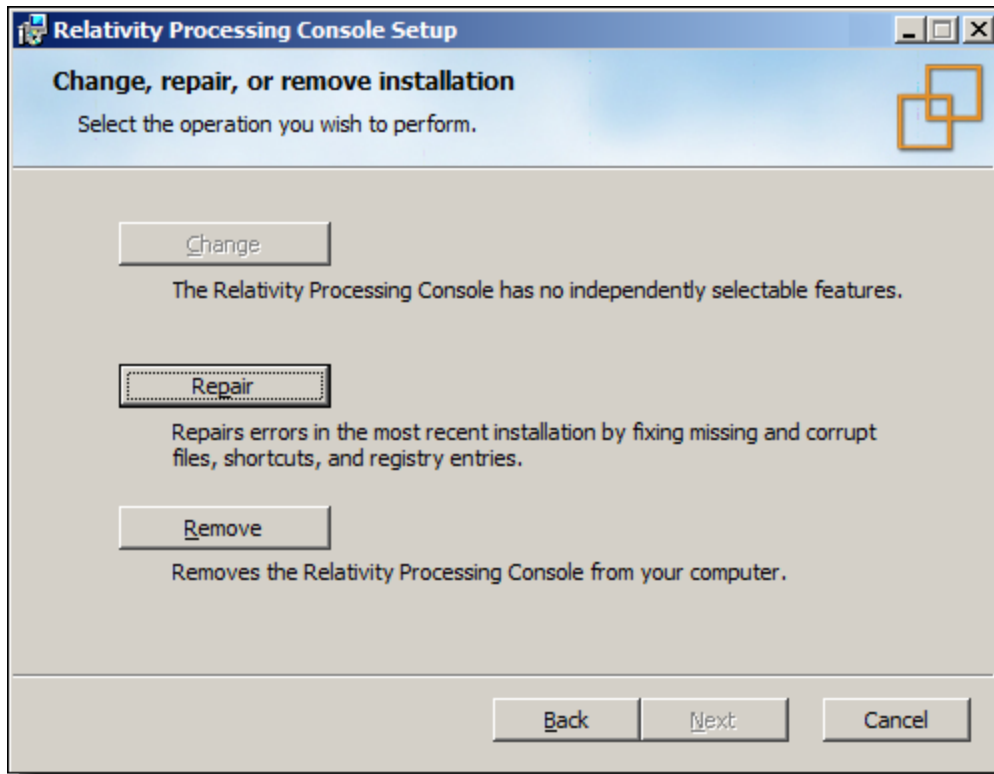 Relativity Processing Console Setup
Change, repair, or remove installation
Select the operation you wish to perform.
Change
The Relativity Processing Console has no independently selectable features.
Repair
Repairs errors in the most recent installation by fixing missing and corrupt
files, shortcuts, and registry entries.
Remove
Removes the Relativity Processing Console from your computer.
Back Next Cancel